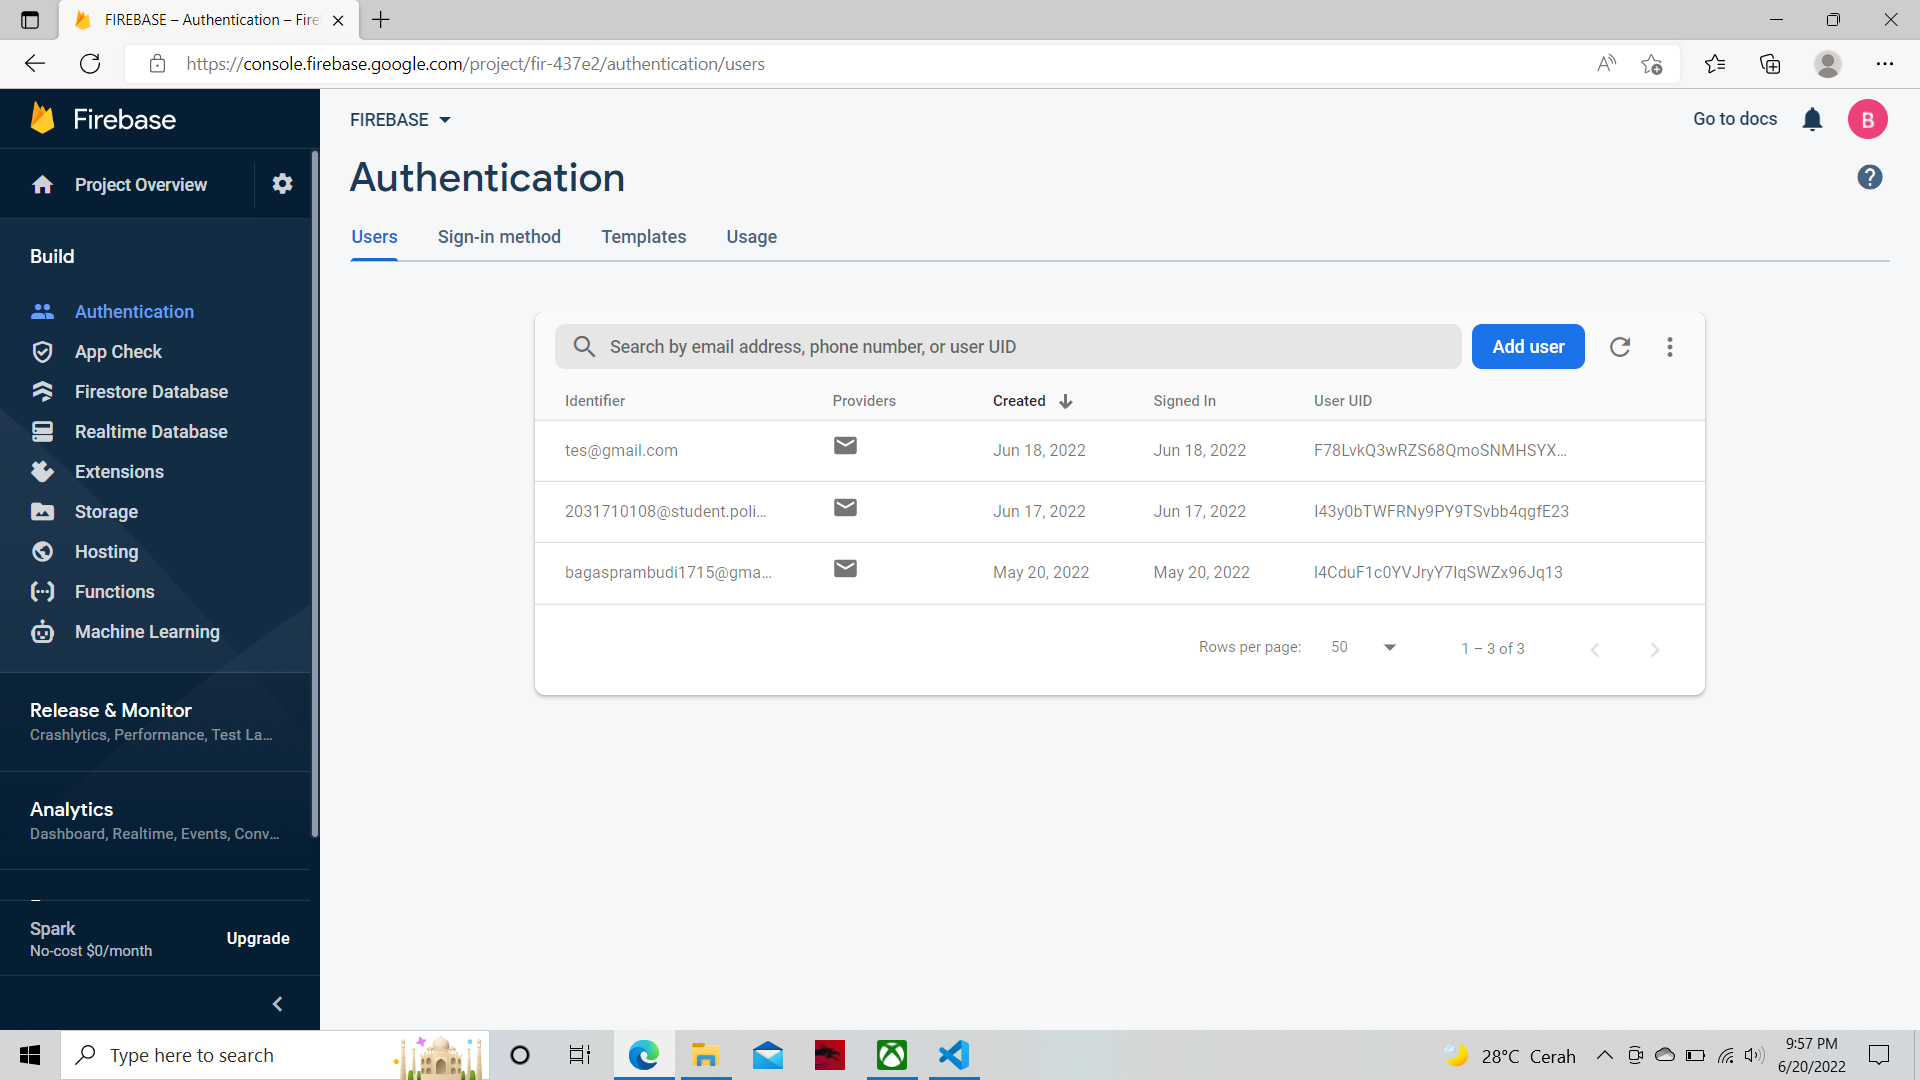 FIREBASE – Authentication – Fire
https://console.firebase.google.com/project/fir-437e2/authentication/users
Firebase
FIREBASE
Go to docs
B
Project Overview
Authentication
Users Sign-in method Templates Usage
Build
Authentication
App Check
Firestore Database
Realtime Database
Extensions
Storage
Hosting
Functions
Machine Learning
Release & Monitor
Crashlytics, Performance, Test La...
Analytics
Dashboard, Realtime, Events, Conv...
Spark
No-cost $0/month
Upgrade
Search by email address, phone number, or user UID
Add user
Identifier Providers Created Signed In User UID
tes@gmail.com Jun 18, 2022 Jun 18, 2022 F78LvkQ3wRZS68QmoSNMHSYX...
2031710108@student.poli... Jun 17, 2022 Jun 17, 2022 I43y0bTWFRNy9PY9TSvbb4qgfE23
bagasprambudi1715@gma... May 20, 2022 May 20, 2022 l4CduF1c0YVJryY7IqSWZx96Jq13
Rows per page: 50 1 – 3 of 3
Type here to search
28°C Cerah
9:57 PM
6/20/2022